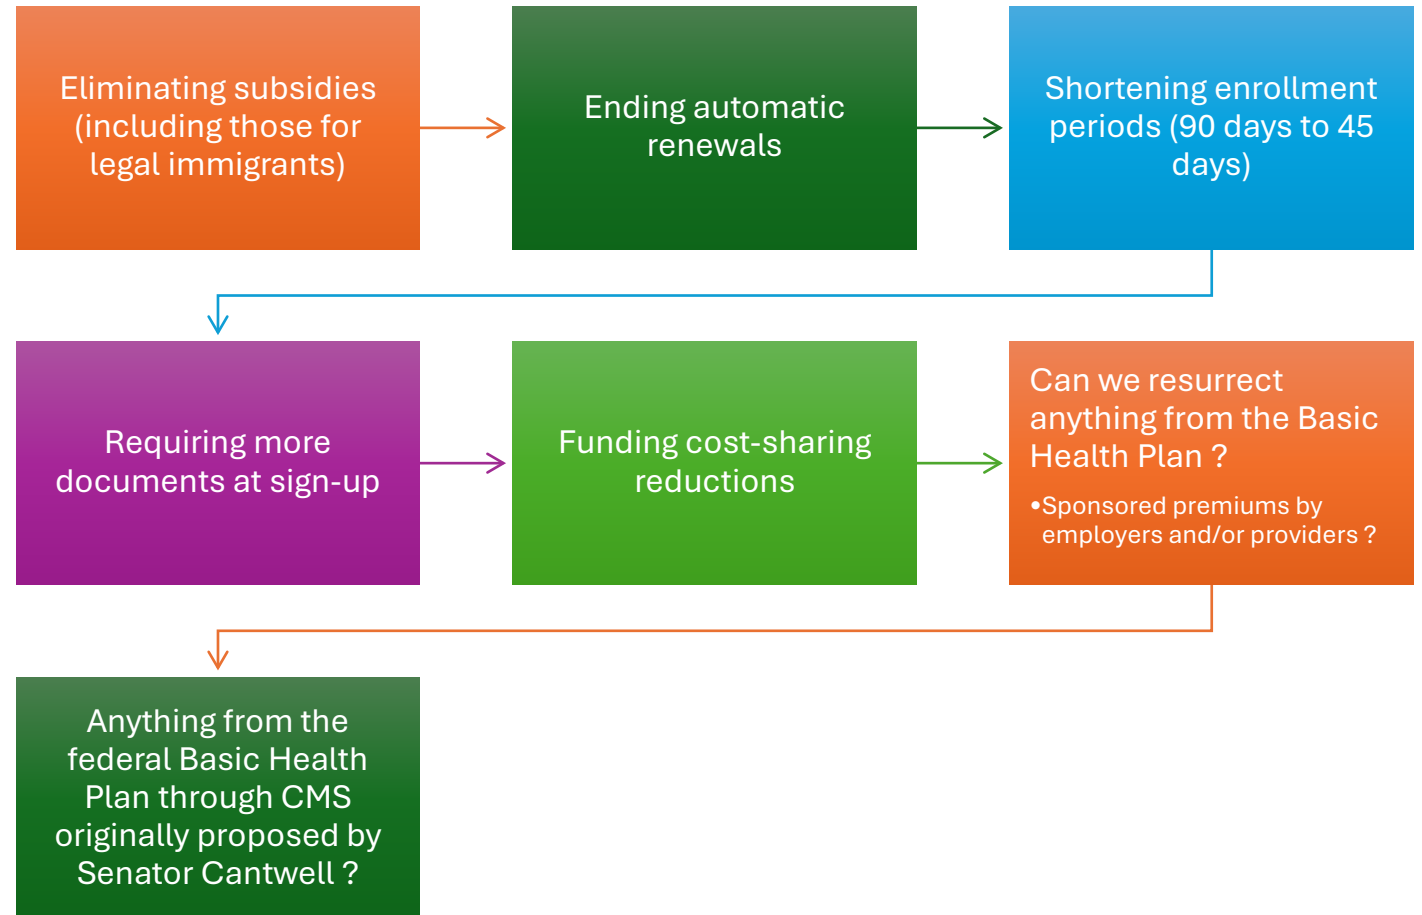 Eliminating subsidies
(including those for
legal immigrants)
Ending automatic
renewals
Shortening enrollment
periods (90 days to 45
days)
Requiring more
documents at sign-up
Funding cost-sharing
reductions
Can we resurrect
anything from the Basic
Health Plan ?
•Sponsored premiums by
employers and/or providers ?
Anything from the
federal Basic Health
Plan through CMS
originally proposed by
Senator Cantwell ?